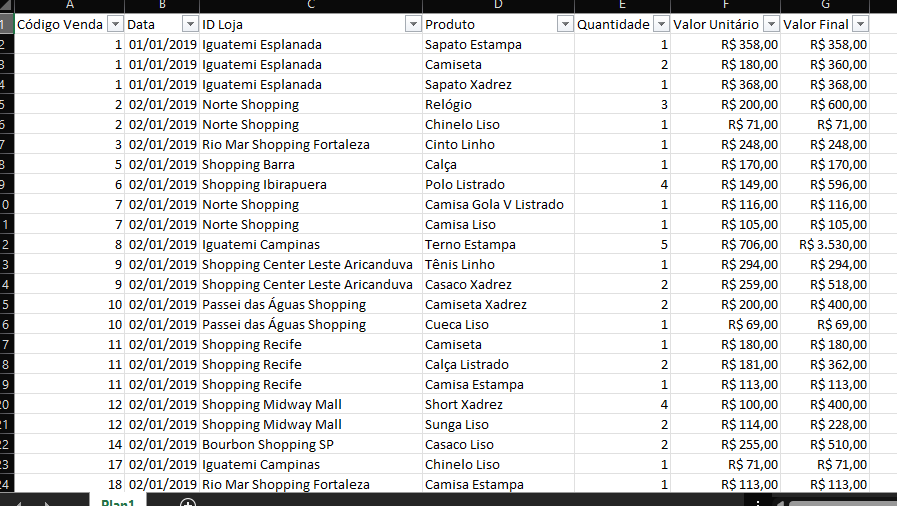 A B C D E F G
1 Código Venda Data ID Loja Produto Quantidade Valor Unitário Valor Final
2 1 01/01/2019 Iguatemi Esplanada Sapato Estampa 1 R$ 358,00 R$ 358,00
3 1 01/01/2019 Iguatemi Esplanada Camiseta 2 R$ 180,00 R$ 360,00
4 1 01/01/2019 Iguatemi Esplanada Sapato Xadrez 1 R$ 368,00 R$ 368,00
5 2 02/01/2019 Norte Shopping Relógio 3 R$ 200,00 R$ 600,00
6 2 02/01/2019 Norte Shopping Chinelo Liso 1 R$ 71,00 R$ 71,00
7 3 02/01/2019 Rio Mar Shopping Fortaleza Cinto Linho 1 R$ 248,00 R$ 248,00
8 5 02/01/2019 Shopping Barra Calça 1 R$ 170,00 R$ 170,00
9 6 02/01/2019 Shopping Ibirapuera Polo Listrado 4 R$ 149,00 R$ 596,00
0 7 02/01/2019 Norte Shopping Camisa Gola V Listrado 1 R$ 116,00 R$ 116,00
1 7 02/01/2019 Norte Shopping Camisa Liso 1 R$ 105,00 R$ 105,00
2 8 02/01/2019 Iguatemi Campinas Terno Estampa 5 R$ 706,00 R$ 3.530,00
3 9 02/01/2019 Shopping Center Leste Aricanduva Tênis Linho 1 R$ 294,00 R$ 294,00
4 9 02/01/2019 Shopping Center Leste Aricanduva Casaco Xadrez 2 R$ 259,00 R$ 518,00
5 10 02/01/2019 Passei das Águas Shopping Camiseta Xadrez 2 R$ 200,00 R$ 400,00
6 10 02/01/2019 Passei das Águas Shopping Cueca Liso 1 R$ 69,00 R$ 69,00
7 11 02/01/2019 Shopping Recife Camiseta 1 R$ 180,00 R$ 180,00
8 11 02/01/2019 Shopping Recife Calça Listrado 2 R$ 181,00 R$ 362,00
9 11 02/01/2019 Shopping Recife Camisa Estampa 1 R$ 113,00 R$ 113,00
20 12 02/01/2019 Shopping Midway Mall Short Xadrez 4 R$ 100,00 R$ 400,00
21 12 02/01/2019 Shopping Midway Mall Sunga Liso 2 R$ 114,00 R$ 228,00
22 14 02/01/2019 Bourbon Shopping SP Casaco Liso 2 R$ 255,00 R$ 510,00
23 17 02/01/2019 Iguatemi Campinas Chinelo Liso 1 R$ 71,00 R$ 71,00
24 18 02/01/2019 Rio Mar Shopping Fortaleza Camisa Estampa 1 R$ 113,00 R$ 113,00
Plan1